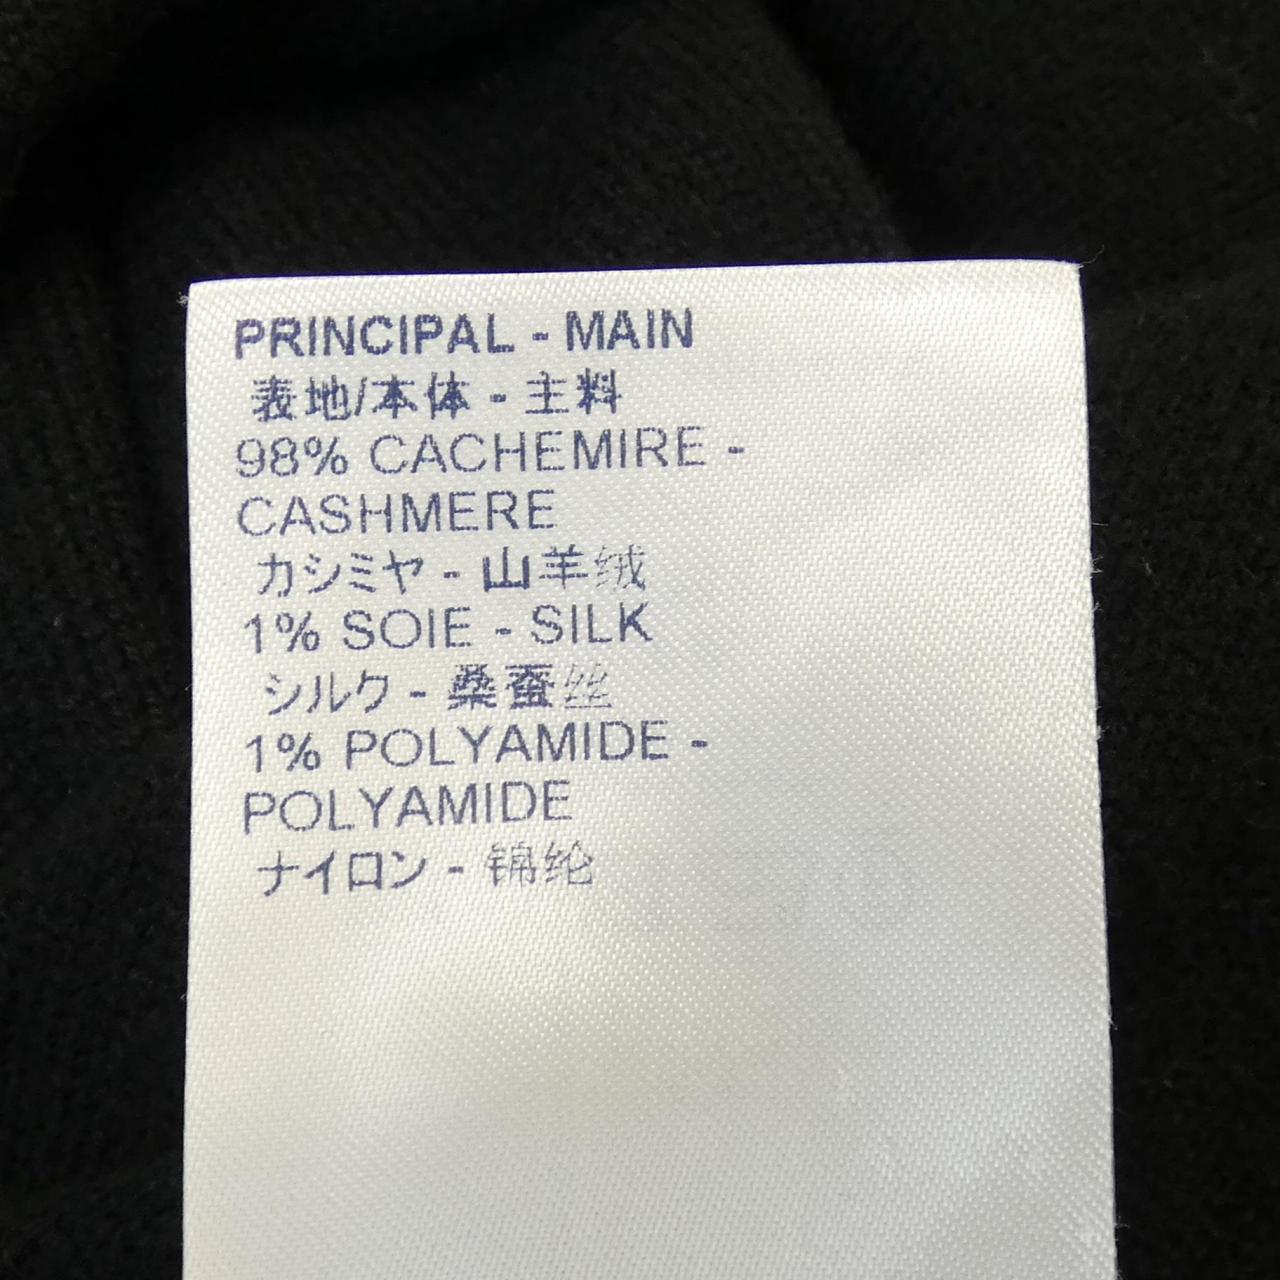 PRINCIPAL - MAIN
表地/本体 - 主料
98% CACHEMIRE -
CASHMERE
カシミヤ - 山羊绒
1% SOIE - SILK
シルク - 桑蚕丝
1% POLYAMIDE -
POLYAMIDE
ナイロン - 锦纶